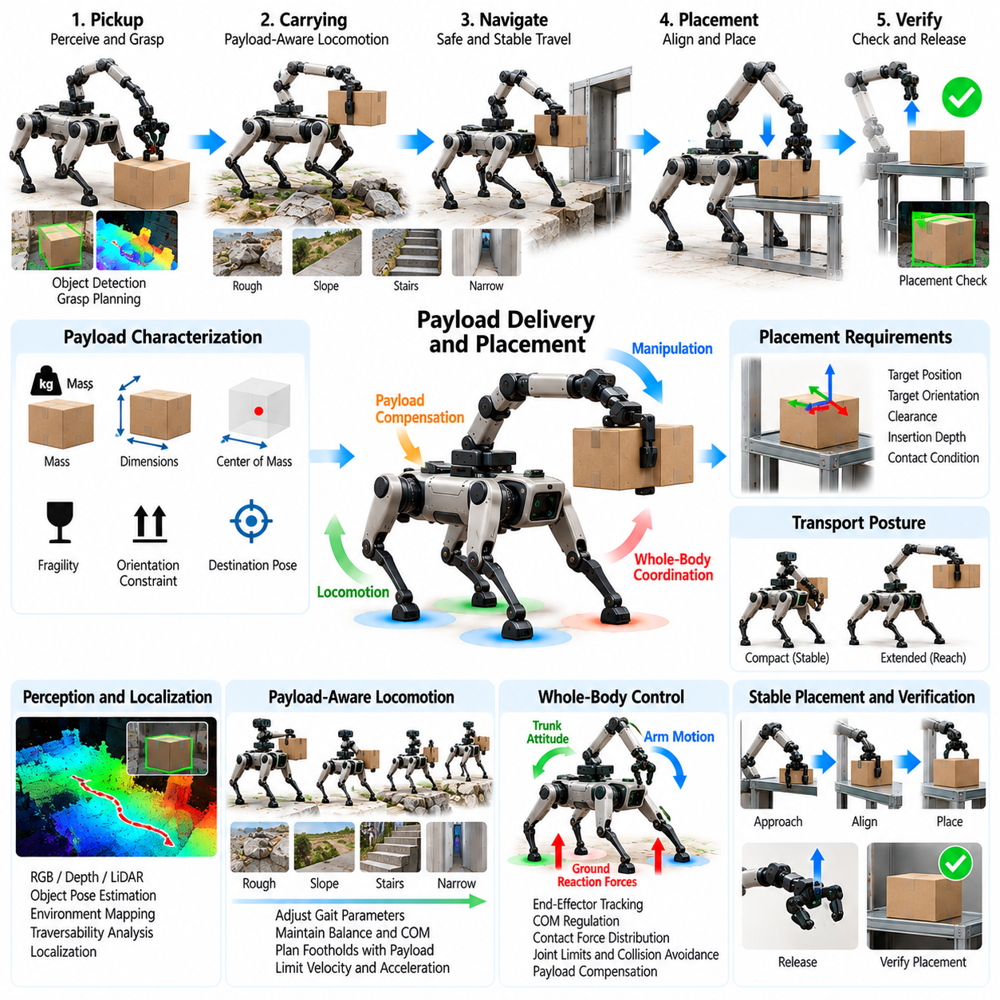 1. Pickup
Perceive and Grasp
2. Carrying
Payload-Aware Locomotion
3. Navigate
Safe and Stable Travel
4. Placement
Align and Place
5. Verify
Check and Release
Object Detection
Grasp Planning
Rough
Slope
Stairs
Narrow
Placement Check
Payload Characterization
kg
Mass
Mass
Dimensions
Center of Mass
Fragility
Orientation
Constraint
Destination Pose
Payload Delivery
and Placement
Manipulation
Payload
Compensation
Locomotion
Whole-Body
Coordination
Placement Requirements
Target Position
Target Orientation
Clearance
Insertion Depth
Contact Condition
Transport Posture
Compact (Stable)
Extended (Reach)
Perception and Localization
RGB / Depth / LiDAR
Object Pose Estimation
Environment Mapping
Traversability Analysis
Localization
Payload-Aware Locomotion
Rough
Slope
Stairs
Narrow
Adjust Gait Parameters
Maintain Balance and COM
Plan Footholds with Payload
Limit Velocity and Acceleration
Whole-Body Control
Trunk
Attitude
Arm Motion
Ground
Reaction Forces
End-Effector Tracking
COM Regulation
Contact Force Distribution
Joint Limits and Collision Avoidance
Payload Compensation
Stable Placement and Verification
Approach
Align
Place
Release
Verify Placement